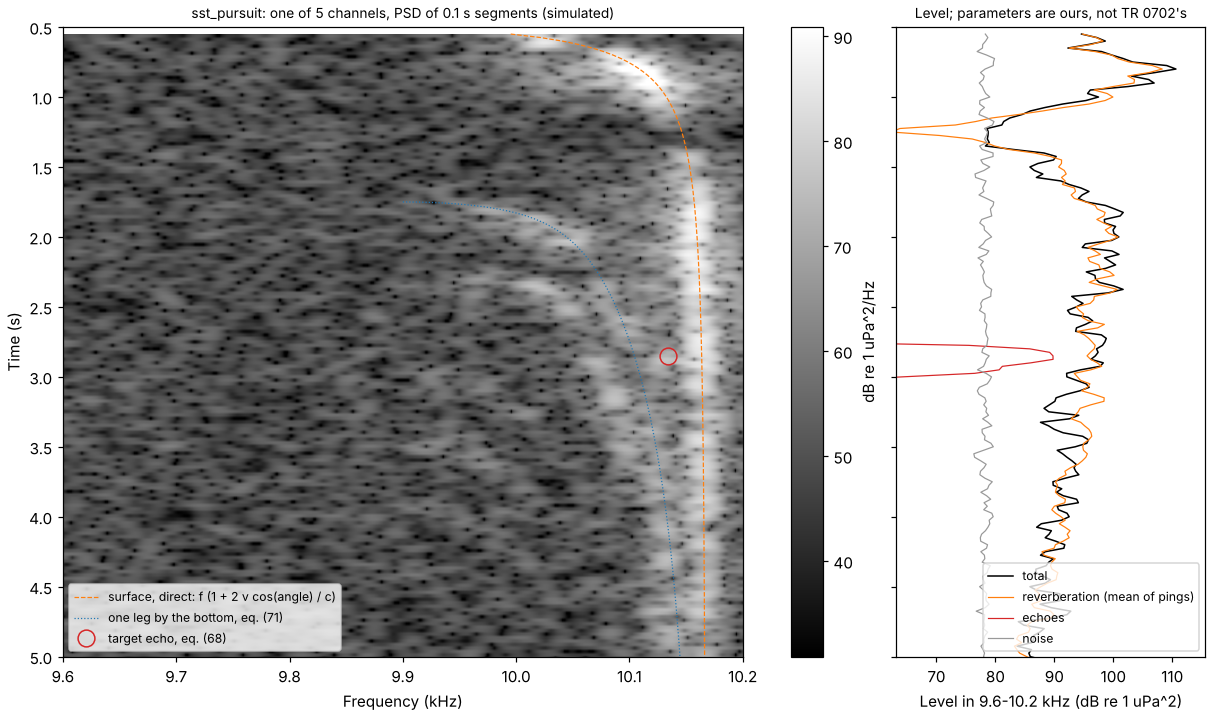 sst_pursuit: one of 5 channels, PSD of 0.1 s segments (simulated)
Level; parameters are ours, not TR 0702's
0.5
1.0
1.5
2.0
2.5
3.0
3.5
4.0
4.5
5.0
Time (s)
surface, direct: f (1 + 2 v cos(angle) / c)
one leg by the bottom, eq. (71)
target echo, eq. (68)
9.6
9.7
9.8
9.9
10.0
10.1
10.2
Frequency (kHz)
90
80
70
60
50
40
dB re 1 uPa^2/Hz
total
reverberation (mean of pings)
echoes
noise
70
80
90
100
110
Level in 9.6-10.2 kHz (dB re 1 uPa^2)